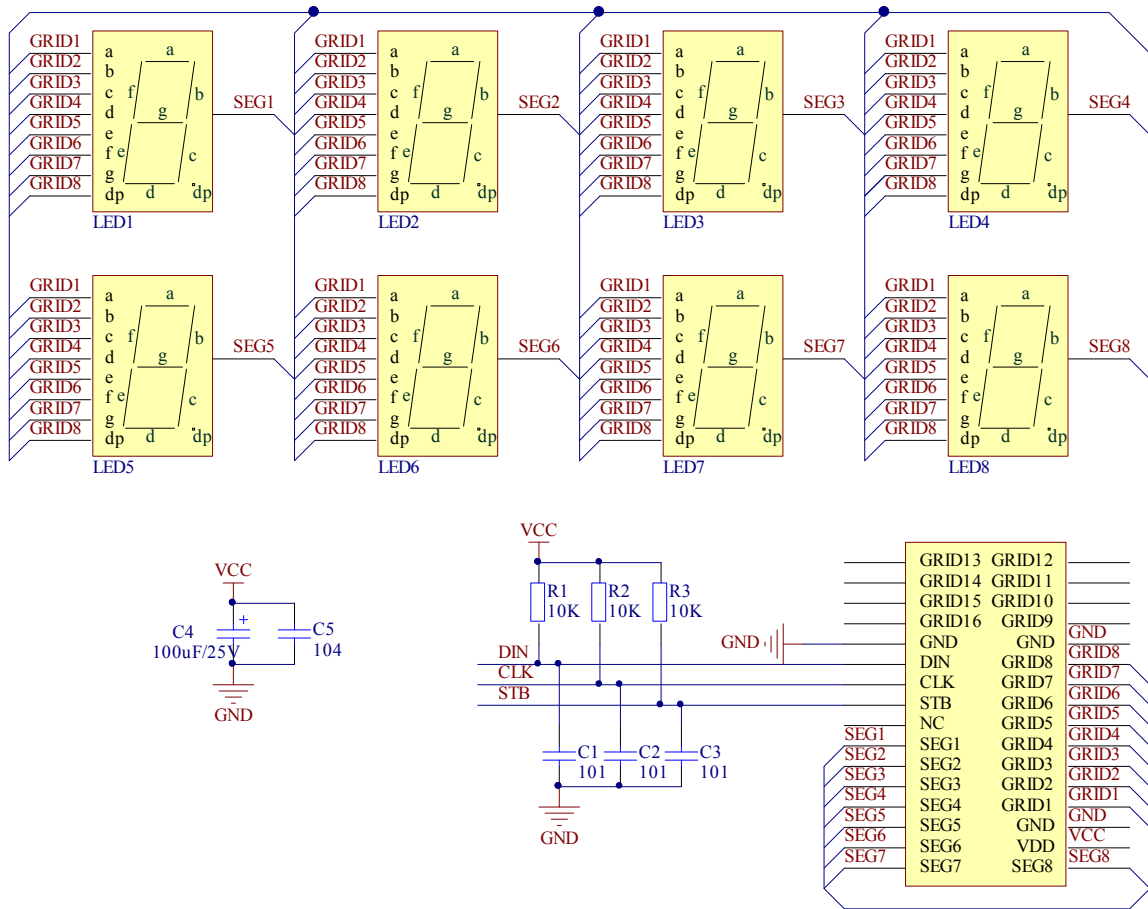 GRID1 a a GRID1 a a GRID1 a a GRID1 a a
GRID2 b GRID2 b GRID2 b GRID2 b
GRID3 c f b SEG1 GRID3 c f b SEG2 GRID3 c f b SEG3 GRID3 c f b SEG4
GRID4 d g GRID4 d g GRID4 d g GRID4 d g
GRID5 e GRID5 e GRID5 e GRID5 e
GRID6 f e c GRID6 f e c GRID6 f e c GRID6 f e c
GRID7 g GRID7 g GRID7 g GRID7 g
GRID8 dp d dp GRID8 dp d dp GRID8 dp d dp GRID8 dp d dp
LED1 LED2 LED3 LED4
GRID1 a a GRID1 a a GRID1 a a GRID1 a a
GRID2 b GRID2 b GRID2 b GRID2 b
GRID3 c f b GRID3 c f b GRID3 c f b GRID3 c f b
GRID4 d g SEG5 GRID4 d g SEG6 GRID4 d g SEG7 GRID4 d g SEG8
GRID5 e GRID5 e GRID5 e GRID5 e
GRID6 f e c GRID6 f e c GRID6 f e c GRID6 f e c
GRID7 g GRID7 g GRID7 g GRID7 g
GRID8 dp d dp GRID8 dp d dp GRID8 dp d dp GRID8 dp d dp
LED5 LED6 LED7 LED8
VCC
C4 + C5
100uF/25V 104
GND
VCC
R1 R2 R3
10K 10K 10K
DIN
CLK
STB
C1 C2 C3
101 101 101
GND
GND
GRID13 GRID12
GRID14 GRID11
GRID15 GRID10
GRID16 GRID9
GND GND GND
DIN GRID8 GRID8
CLK GRID7 GRID7
STB GRID6 GRID6
NC GRID5 GRID5
SEG1 SEG1 GRID4 GRID4
SEG2 SEG2 GRID3 GRID3
SEG3 SEG3 GRID2 GRID2
SEG4 SEG4 GRID1 GRID1
SEG5 SEG5 GND GND
SEG6 SEG6 VDD VCC
SEG7 SEG7 SEG8 SEG8